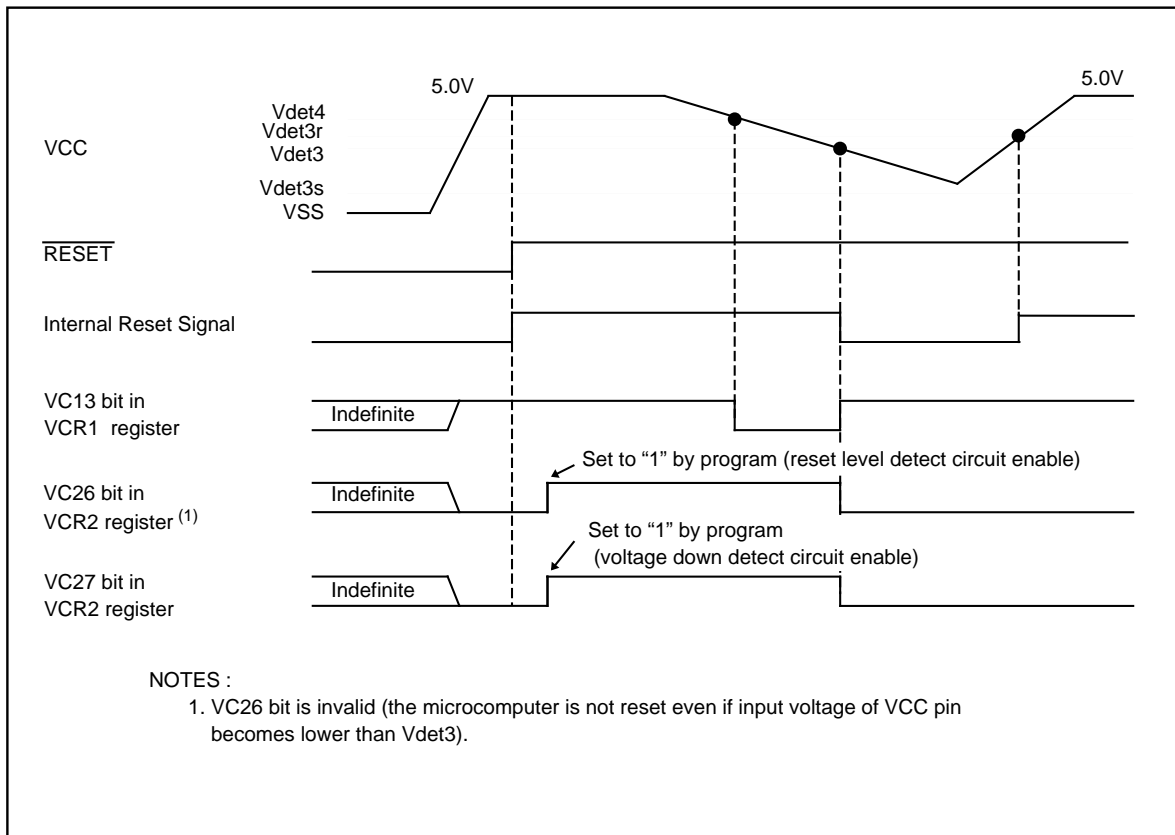 5.0V
5.0V
Vdet4
Vdet3r
VCC
Vdet3
Vdet3s
VSS
RESET
Internal Reset Signal
VC13 bit in
VCR1 register
Indefinite
Set to “1” by program (reset level detect circuit enable)
VC26 bit in
VCR2 register (1)
Indefinite
Set to “1” by program
(voltage down detect circuit enable)
VC27 bit in
VCR2 register
Indefinite
NOTES :
1. VC26 bit is invalid (the microcomputer is not reset even if input voltage of VCC pin
becomes lower than Vdet3).